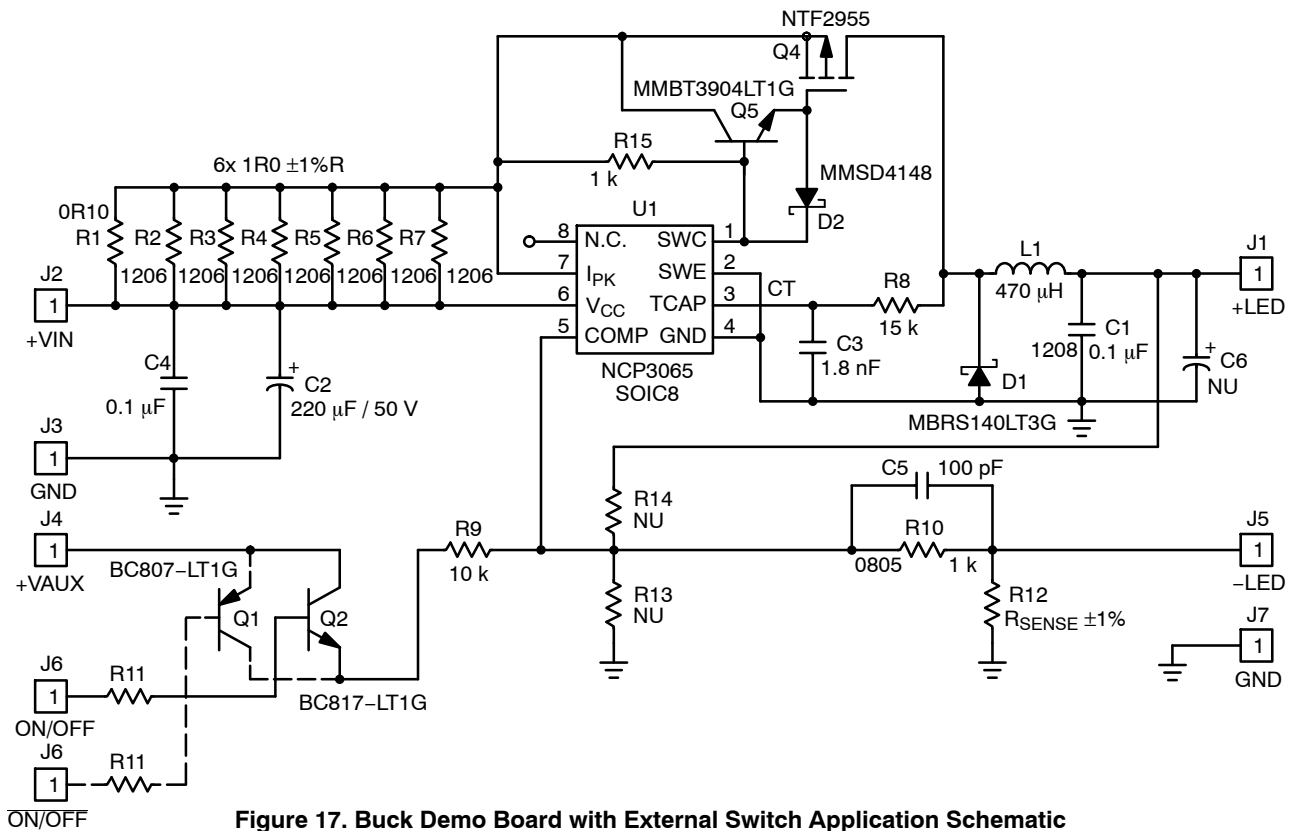 NTF2955
Q4
MMBT3904LT1G
Q5
R15
1 k
MMSD4148
D2
6x 1R0 ±1%R
0R10
R1
R2
1206
R3
1206
R4
1206
R5
1206
R6
1206
R7
1206
U1
8 N.C. SWC 1
7 IPK SWE 2
6 VCC TCAP 3
5 COMP GND 4
NCP3065
SOIC8
CT
R8
15 k
C3
1.8 nF
L1
470 μH
J1
1
+LED
D1
MBRS140LT3G
C1
1208 0.1 μF
+
C6
NU
J2
1
+VIN
C4
0.1 μF
+
C2
220 μF / 50 V
J3
1
GND
J4
1
+VAUX
BC807–LT1G
Q1
Q2
BC817–LT1G
R9
10 k
R14
NU
R13
NU
C5 100 pF
R10
0805 1 k
R12
RSENSE ±1%
J5
1
–LED
J7
1
GND
J6
1
ON/OFF
R11
J6
1
ON/OFF
R11
Figure 17. Buck Demo Board with External Switch Application Schematic